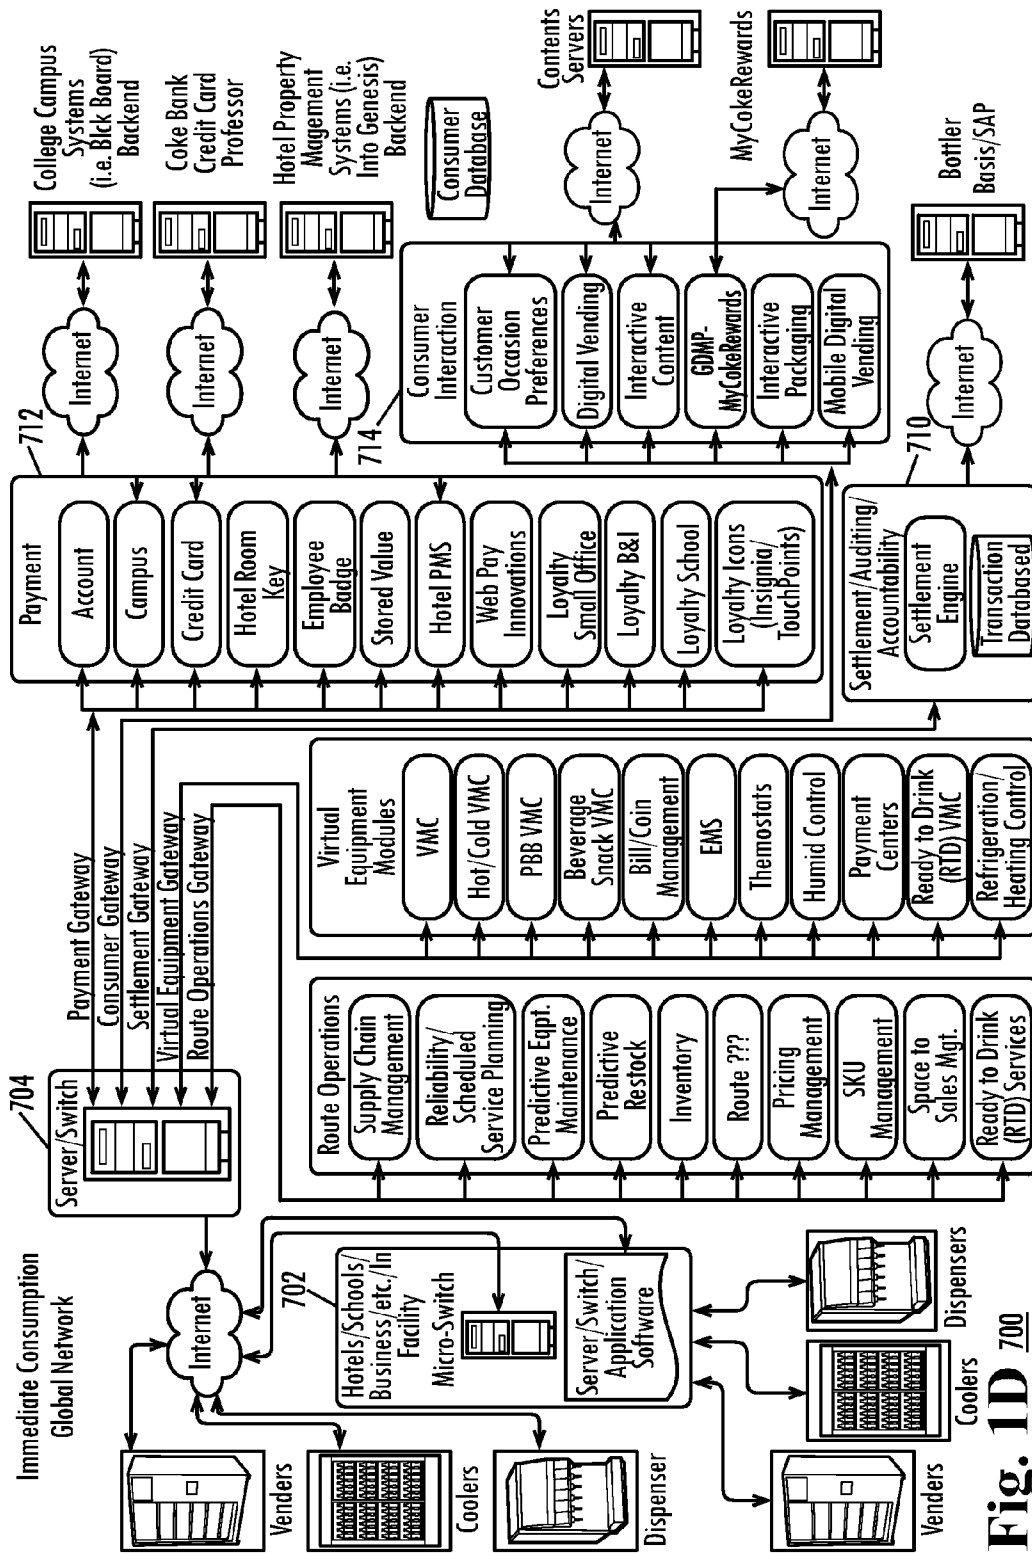 Immediate Consumption
Global Network
Venders
Coolers
Dispenser
Internet
Server/Switch
704
Payment Gateway
Consumer Gateway
Settlement Gateway
Virtual Equipment Gateway
Route Operations Gateway
702
Hotels/Schools/
Business/etc./In
Facility
Micro-Switch
Server/Switch/
Application
Software
Venders
Coolers
Dispensers
Route Operations
Supply Chain
Management
Reliability/
Scheduled
Service Planning
Predictive Eqpt.
Maintenance
Predictive
Restock
Inventory
Route ???
Pricing
Management
SKU
Management
Space to
Sales Mgt.
Ready to Drink
(RTD) Services
Virtual
Equipment
Modules
VMC
Hot/Cold VMC
PBB VMC
Beverage
Snack VMC
Bill/Coin
Management
EMS
Themostats
Humid Control
Payment
Centers
Ready to Drink
(RTD) VMC
Refrigeration/
Heating Control
712
Payment
Account
Campus
Credit Card
Hotel Room
Key
Employee
Badge
Stored Value
Hotel PMS
Web Pay
Innovations
Loyalty
Small Office
Loyalty B&I
Loyalty School
Loyalty Icons
(Insignia/
TouchPoints)
Internet
Internet
Internet
College Campus
Systems
(i.e. Blck Board)
Backend
Coke Bank
Credit Card
Professor
Hotel Property
Magement
Systems (i.e.
Into Genesis)
Backend
714
Consumer
Interaction
Customer
Occasion
Preferences
Digital Vending
Interactive
Content
GDMP-
MyCokeRewards
Interactive
Packaging
Mobile Digital
Vending
Consumer
Database
Internet
Contents
Servers
Internet
MyCokeRewards
710
Settlement/Auditing/
Accountability
Settlement
Engine
Transaction
Databased
Internet
Bottler
Basis/SAP
Fig. 1D
700